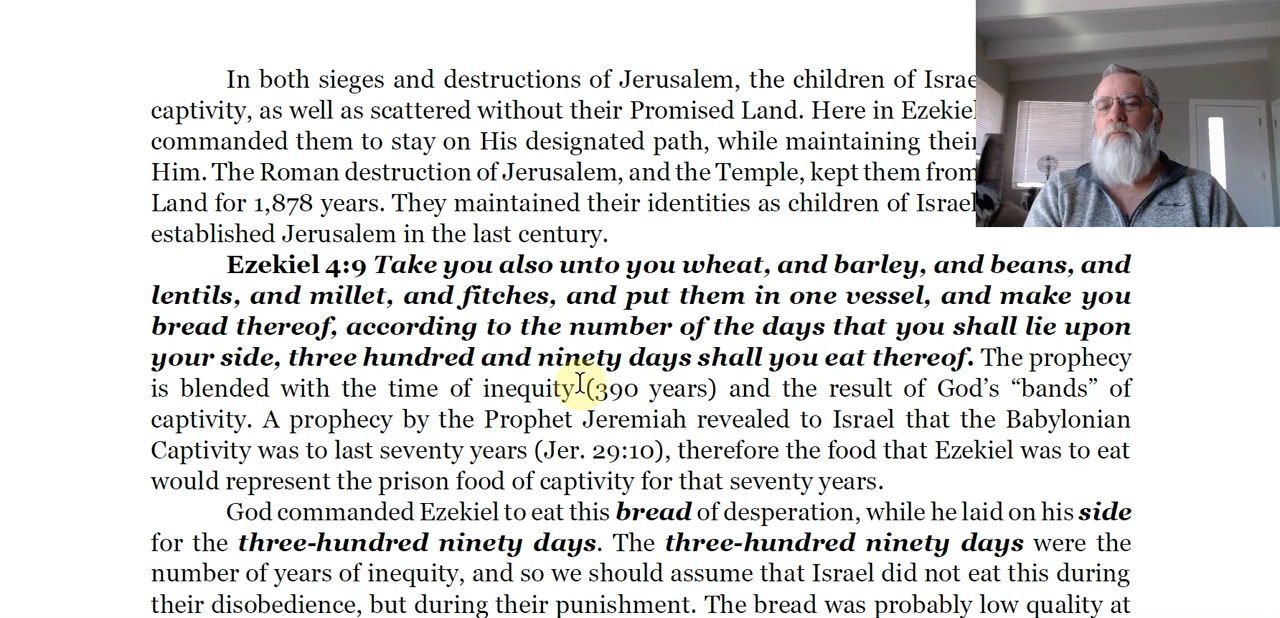 In both sieges and destructions of Jerusalem, the children of Israe
captivity, as well as scattered without their Promised Land. Here in Ezekiel
commanded them to stay on His designated path, while maintaining their
Him. The Roman destruction of Jerusalem, and the Temple, kept them from
Land for 1,878 years. They maintained their identities as children of Israel
established Jerusalem in the last century.
Ezekiel 4:9 Take you also unto you wheat, and barley, and beans, and
lentils, and millet, and fitches, and put them in one vessel, and make you
bread thereof, according to the number of the days that you shall lie upon
your side, three hundred and ninety days shall you eat thereof. The prophecy
is blended with the time of inequity (390 years) and the result of God’s “bands” of
captivity. A prophecy by the Prophet Jeremiah revealed to Israel that the Babylonian
Captivity was to last seventy years (Jer. 29:10), therefore the food that Ezekiel was to eat
would represent the prison food of captivity for that seventy years.
God commanded Ezekiel to eat this bread of desperation, while he laid on his side
for the three-hundred ninety days. The three-hundred ninety days were the
number of years of inequity, and so we should assume that Israel did not eat this during
their disobedience, but during their punishment. The bread was probably low quality at